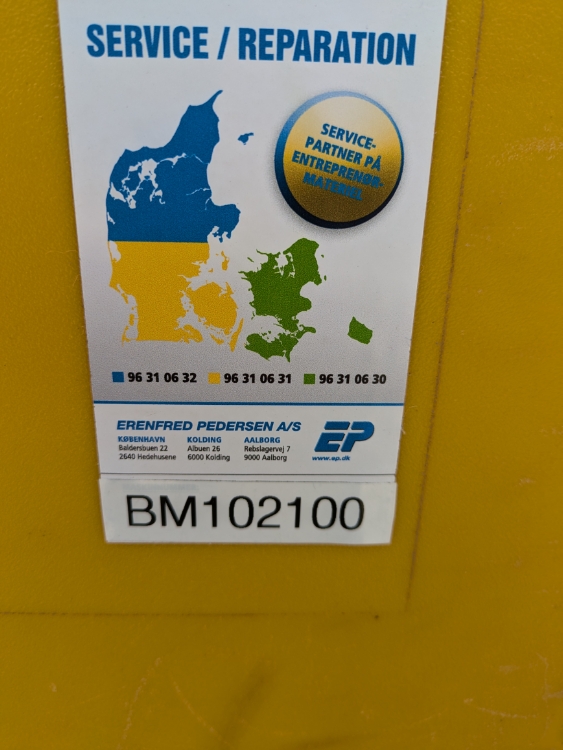 SERVICE / REPARATION
SERVICE-
PARTNER PÅ
ENTREPRENØR-
MATERIEL
96 31 06 32 96 31 06 31 96 31 06 30
ERENFRED PEDERSEN A/S
EP
KØBENHAVN KOLDING AALBORG
Baldersbuen 22 Albuen 26 Rebslagervej 7
2640 Hedehusene 6000 Kolding 9000 Aalborg
www.ep.dk
BM102100